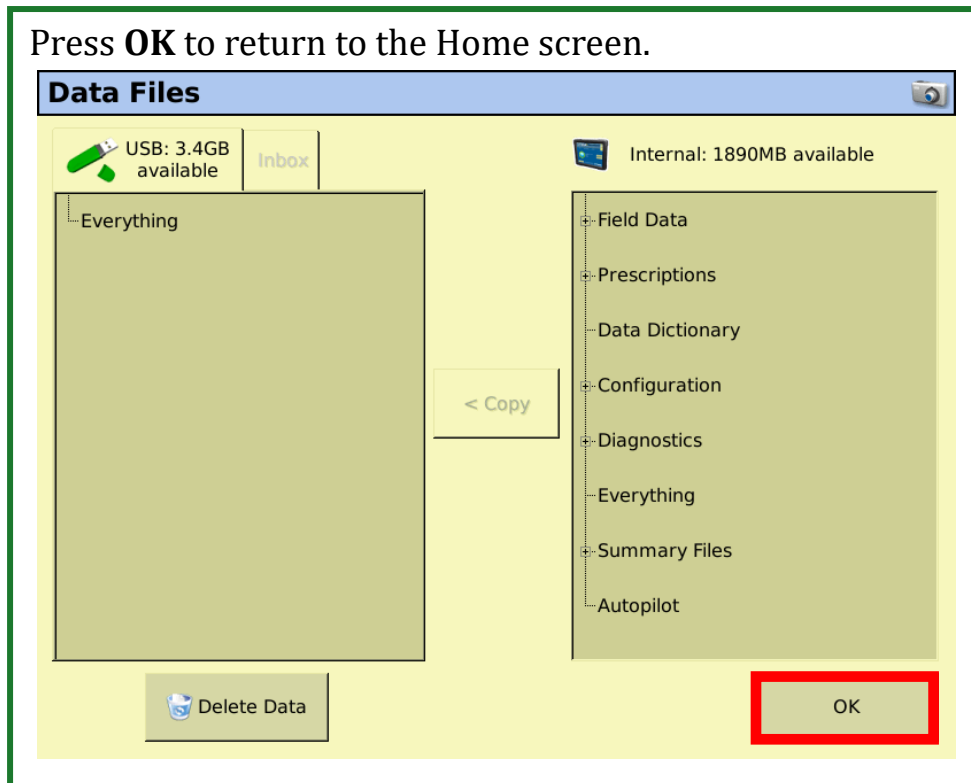 Press OK to return to the Home screen.
Data Files
USB: 3.4GB
available
Inbox
Internal: 1890MB available
Everything
Field Data
Prescriptions
Data Dictionary
Configuration
Diagnostics
Everything
Summary Files
Autopilot
< Copy
Delete Data
OK